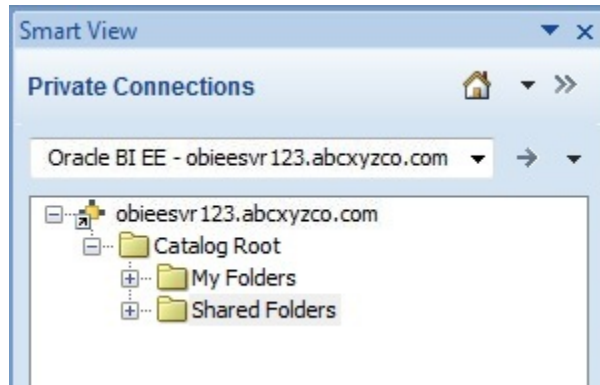 Smart View
Private Connections
Oracle BI EE - obieesvr123.abcxyzco.com
obieesvr123.abcxyzco.com
Catalog Root
My Folders
Shared Folders